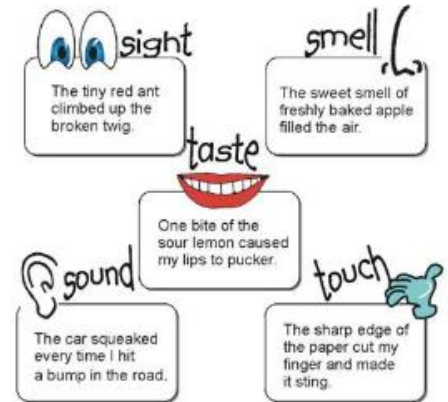 sight
The tiny red ant
climbed up the
broken twig.
smell
The sweet smell of
freshly baked apple
filled the air.
taste
One bite of the
sour lemon caused
my lips to pucker.
sound
The car squeaked
every time I hit
a bump in the road.
touch
The sharp edge of
the paper cut my
finger and made
it sting.